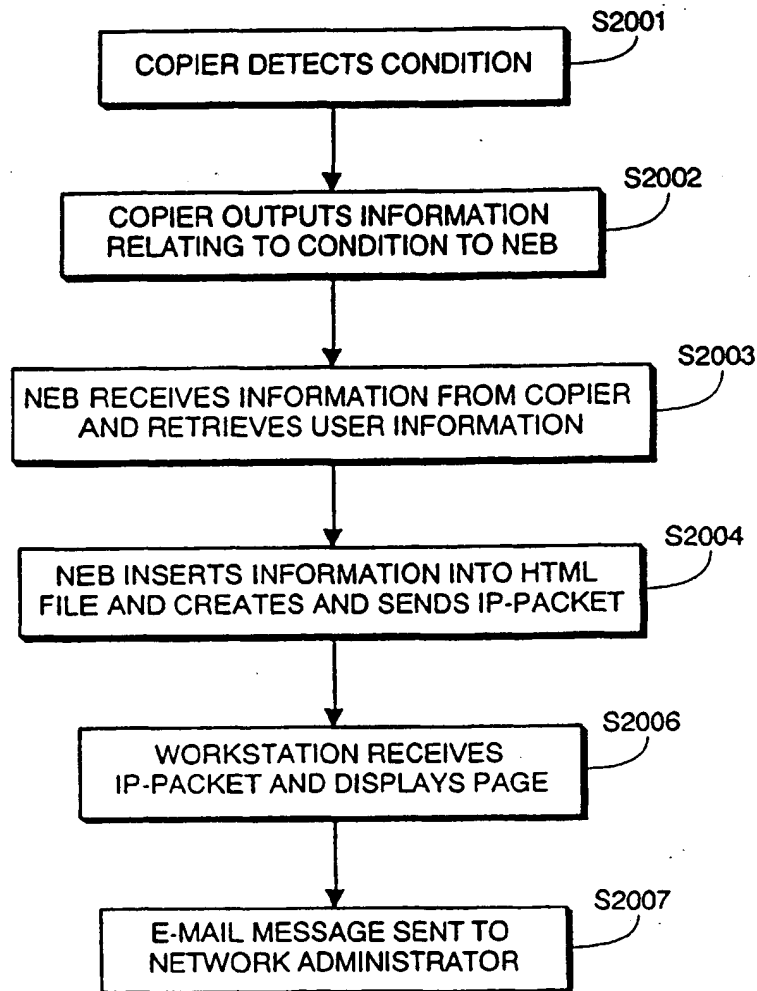 S2001
COPIER DETECTS CONDITION
S2002
COPIER OUTPUTS INFORMATION
RELATING TO CONDITION TO NEB
S2003
NEB RECEIVES INFORMATION FROM COPIER
AND RETRIEVES USER INFORMATION
S2004
NEB INSERTS INFORMATION INTO HTML
FILE AND CREATES AND SENDS IP-PACKET
S2006
WORKSTATION RECEIVES
IP-PACKET AND DISPLAYS PAGE
S2007
E-MAIL MESSAGE SENT TO
NETWORK ADMINISTRATOR